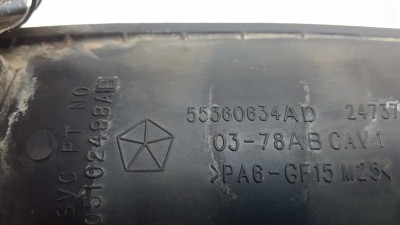 SVC PT NO
05102498AD
55360634AD 24737
03-78AB CAV 1
>PA6-GF15 M25<